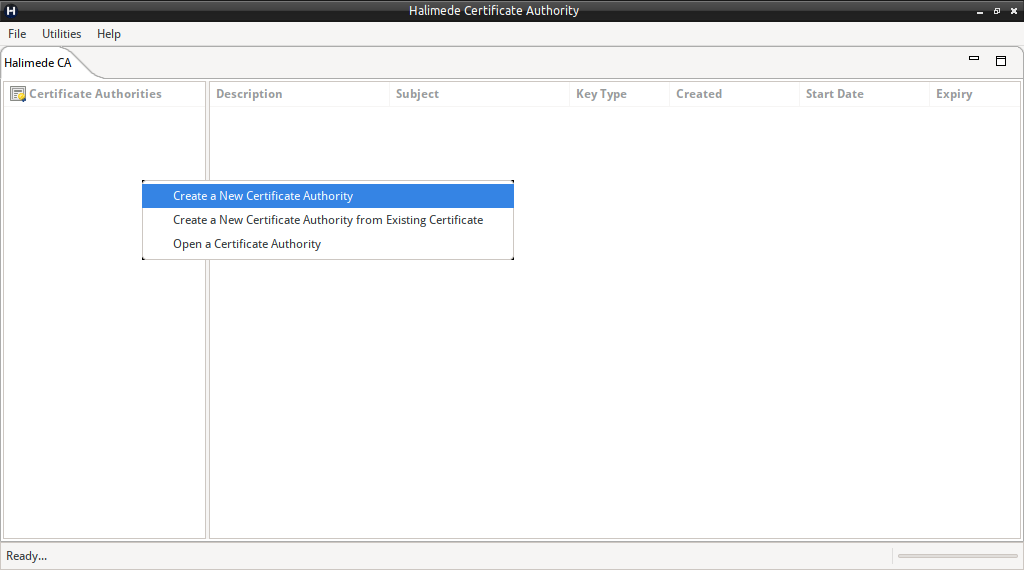 H
Halimede Certificate Authority
File Utilities Help
Halimede CA
Certificate Authorities Description Subject Key Type Created Start Date Expiry
Create a New Certificate Authority
Create a New Certificate Authority from Existing Certificate
Open a Certificate Authority
Ready...